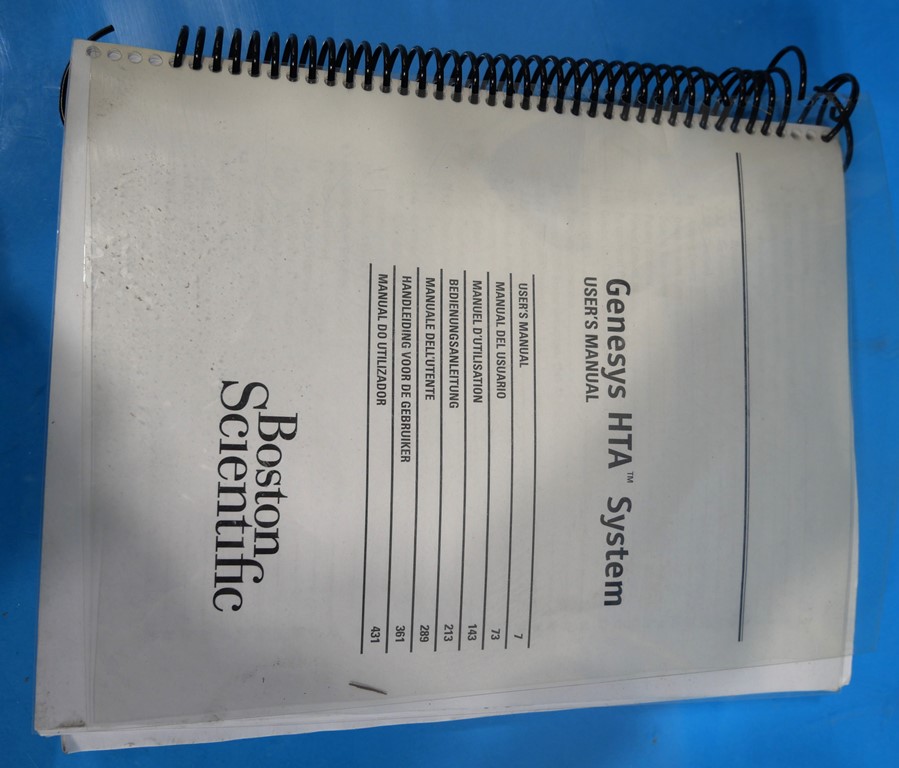 Genesys HTA™ System
USER'S MANUAL
USER'S MANUAL 7
MANUAL DEL USUARIO 73
MANUEL D'UTILISATION 143
BEDIENUNGSANLEITUNG 213
MANUALE DELL'UTENTE 289
HANDLEIDING VOOR DE GEBRUIKER 361
MANUAL DO UTILIZADOR 431
Boston
Scientific